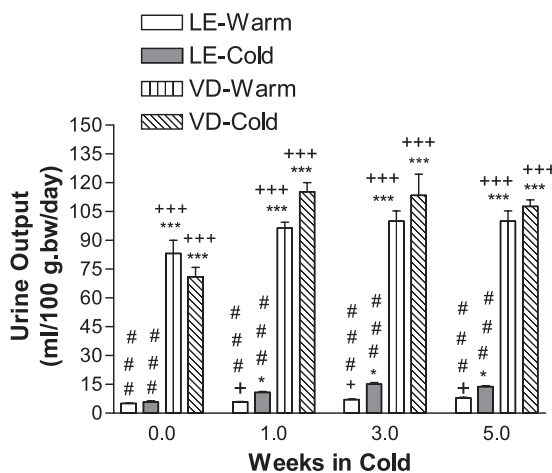 LE-Warm
LE-Cold
VD-Warm
VD-Cold
Urine Output
(ml/100 g.bw/day)
150
135
120
105
90
75
60
45
30
15
0
# # #
# # #
+++
***
+++
***
# # # +
# # # *
+++
***
+++
***
# # # +
# # # *
+++
***
+++
***
# # # +
# # # *
+++
***
+++
***
0.0 1.0 3.0 5.0
Weeks in Cold